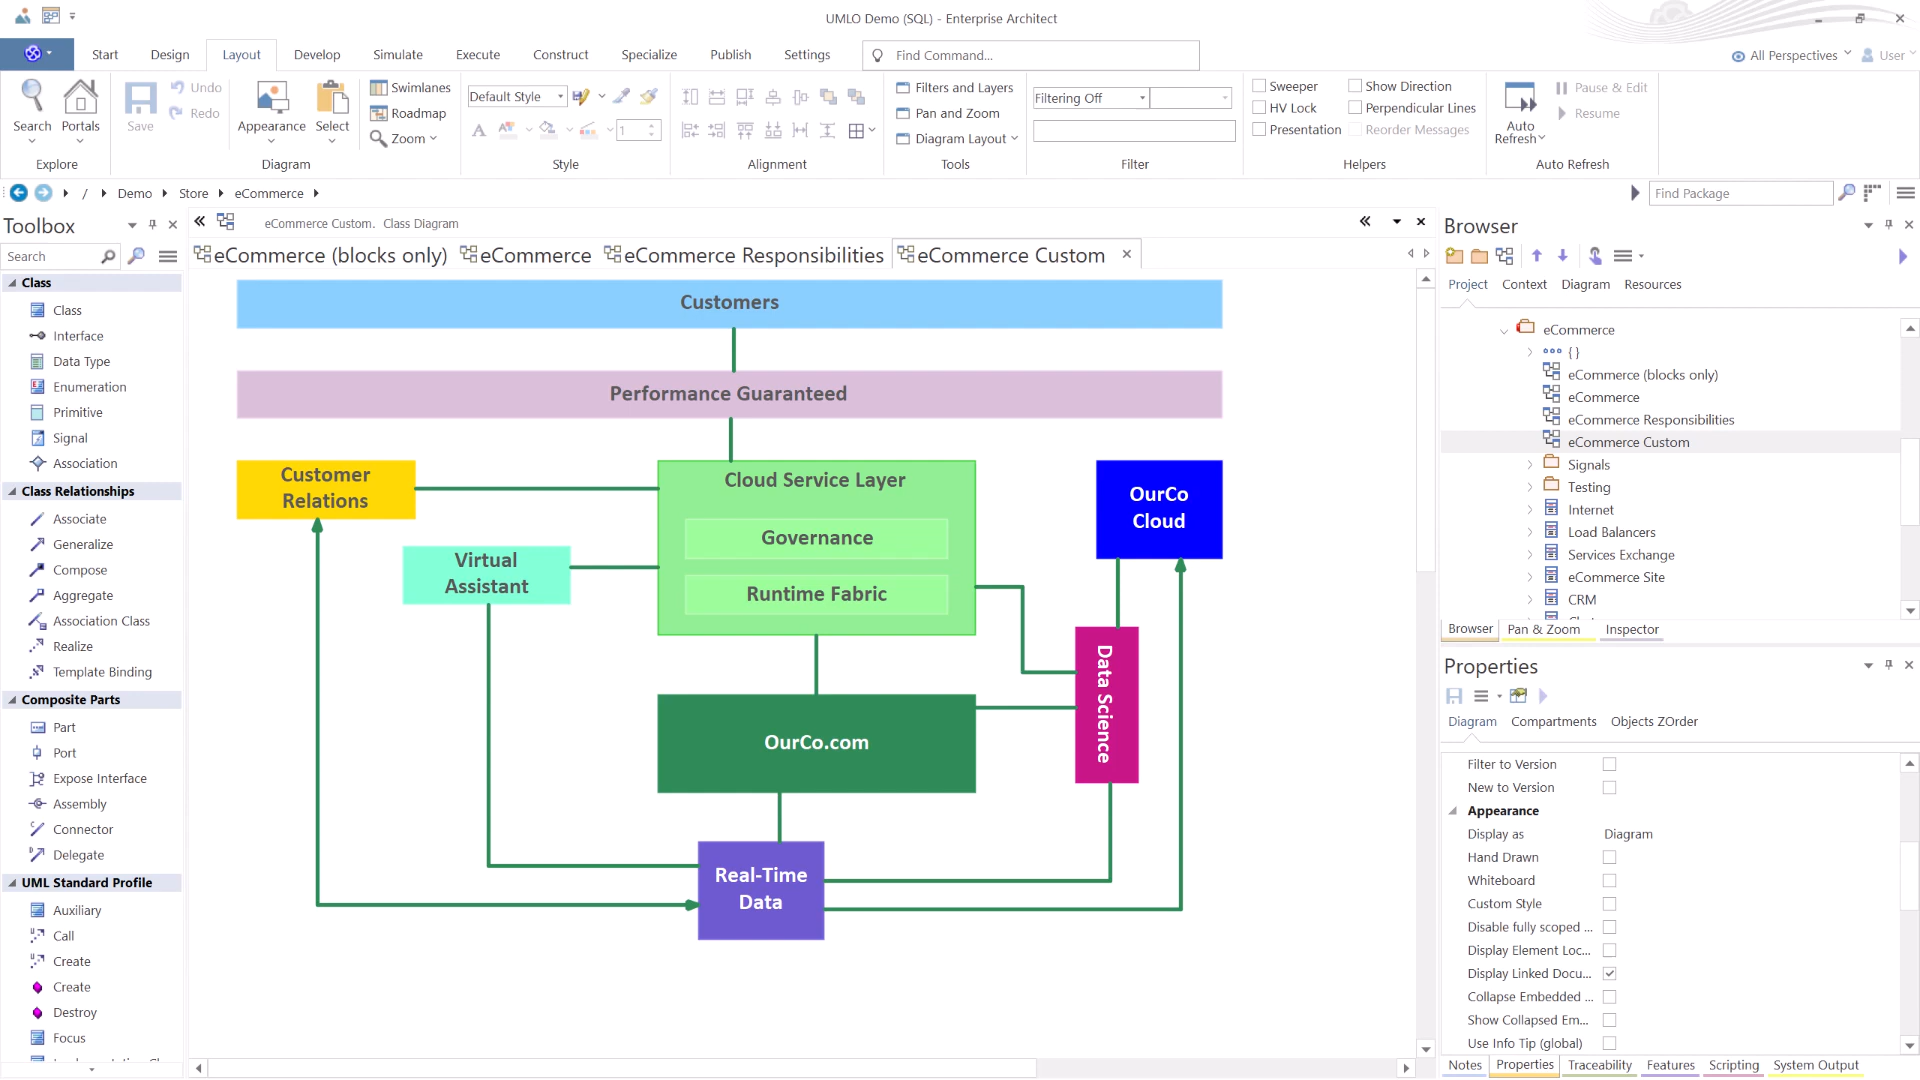 UMLO Demo (SQL) - Enterprise Architect
Start Design Layout Develop Simulate Execute Construct Specialize Publish Settings Find Command... All Perspectives User
Search Portals Explore
Save Undo Redo Appearance Select Diagram
Swimlanes
Roadmap
Zoom
Default Style
1
Style
Alignment
Filters and Layers
Pan and Zoom
Diagram Layout
Tools
Filtering Off
Filter
Sweeper Show Direction
HV Lock Perpendicular Lines
Presentation Reorder Messages
Helpers
Auto Refresh
Pause & Edit
Resume
Auto Refresh
/ Demo Store eCommerce
Find Package
Toolbox
Search
Class
Class
Interface
Data Type
Enumeration
Primitive
Signal
Association
Class Relationships
Associate
Generalize
Compose
Aggregate
Association Class
Realize
Template Binding
Composite Parts
Part
Port
Expose Interface
Assembly
Connector
Delegate
UML Standard Profile
Auxiliary
Call
Create
Create
Destroy
Focus
eCommerce Custom. Class Diagram
eCommerce (blocks only) eCommerce eCommerce Responsibilities eCommerce Custom
Customers
Performance Guaranteed
Customer
Relations
Cloud Service Layer
Governance
Runtime Fabric
OurCo
Cloud
Virtual
Assistant
Data Science
OurCo.com
Real-Time
Data
Browser
Project Context Diagram Resources
eCommerce
{ }
eCommerce (blocks only)
eCommerce
eCommerce Responsibilities
eCommerce Custom
Signals
Testing
Internet
Load Balancers
Services Exchange
eCommerce Site
CRM
Browser Pan & Zoom Inspector
Properties
Diagram Compartments Objects ZOrder
Filter to Version
New to Version
Appearance
Display as Diagram
Hand Drawn
Whiteboard
Custom Style
Disable fully scoped ...
Display Element Loc...
Display Linked Docu...
Collapse Embedded ...
Show Collapsed Em...
Use Info Tip (global)
Notes Properties Traceability Features Scripting System Output